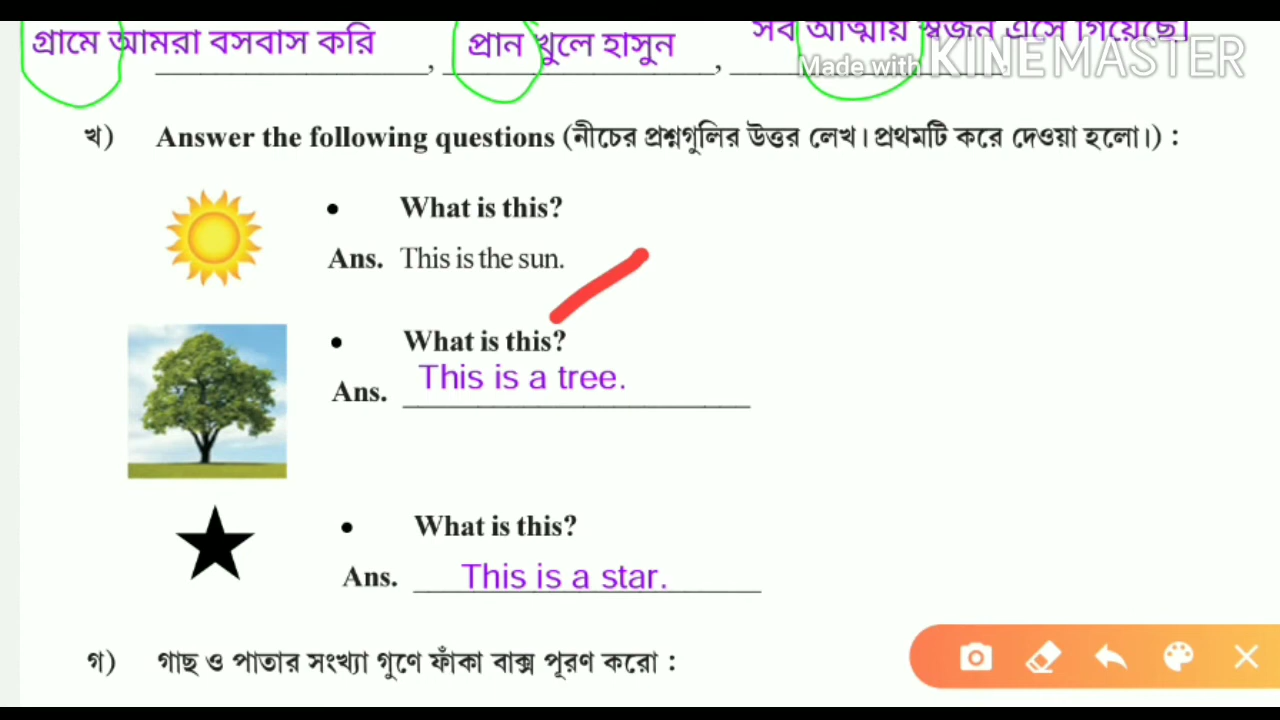 গ্রামে আমরা বসবাস করি
প্রান খুলে হাসুন
সব আত্মীয় স্বজন এসে গিয়েছে।
Made with KINEMASTER
খ) Answer the following questions (নীচের প্রশ্নগুলির উত্তর লেখ। প্রথমটি করে দেওয়া হলো।) :
• What is this?
Ans. This is the sun.
• What is this?
Ans. This is a tree.
• What is this?
Ans. This is a star.
গ) গাছ ও পাতার সংখ্যা গুণে ফাঁকা বাক্স পূরণ করো :